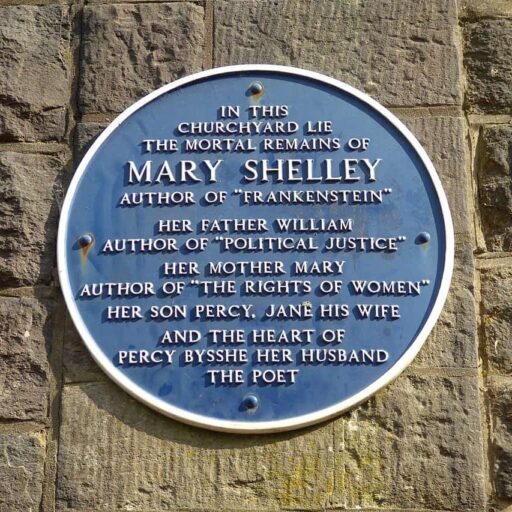 IN THIS
CHURCHYARD LIE
THE MORTAL REMAINS OF
MARY SHELLEY
AUTHOR OF "FRANKENSTEIN"
HER FATHER WILLIAM
AUTHOR OF "POLITICAL JUSTICE"
HER MOTHER MARY
AUTHOR OF "THE RIGHTS OF WOMEN"
HER SON PERCY, JANE HIS WIFE
AND THE HEART OF
PERCY BYSSHE HER HUSBAND
THE POET